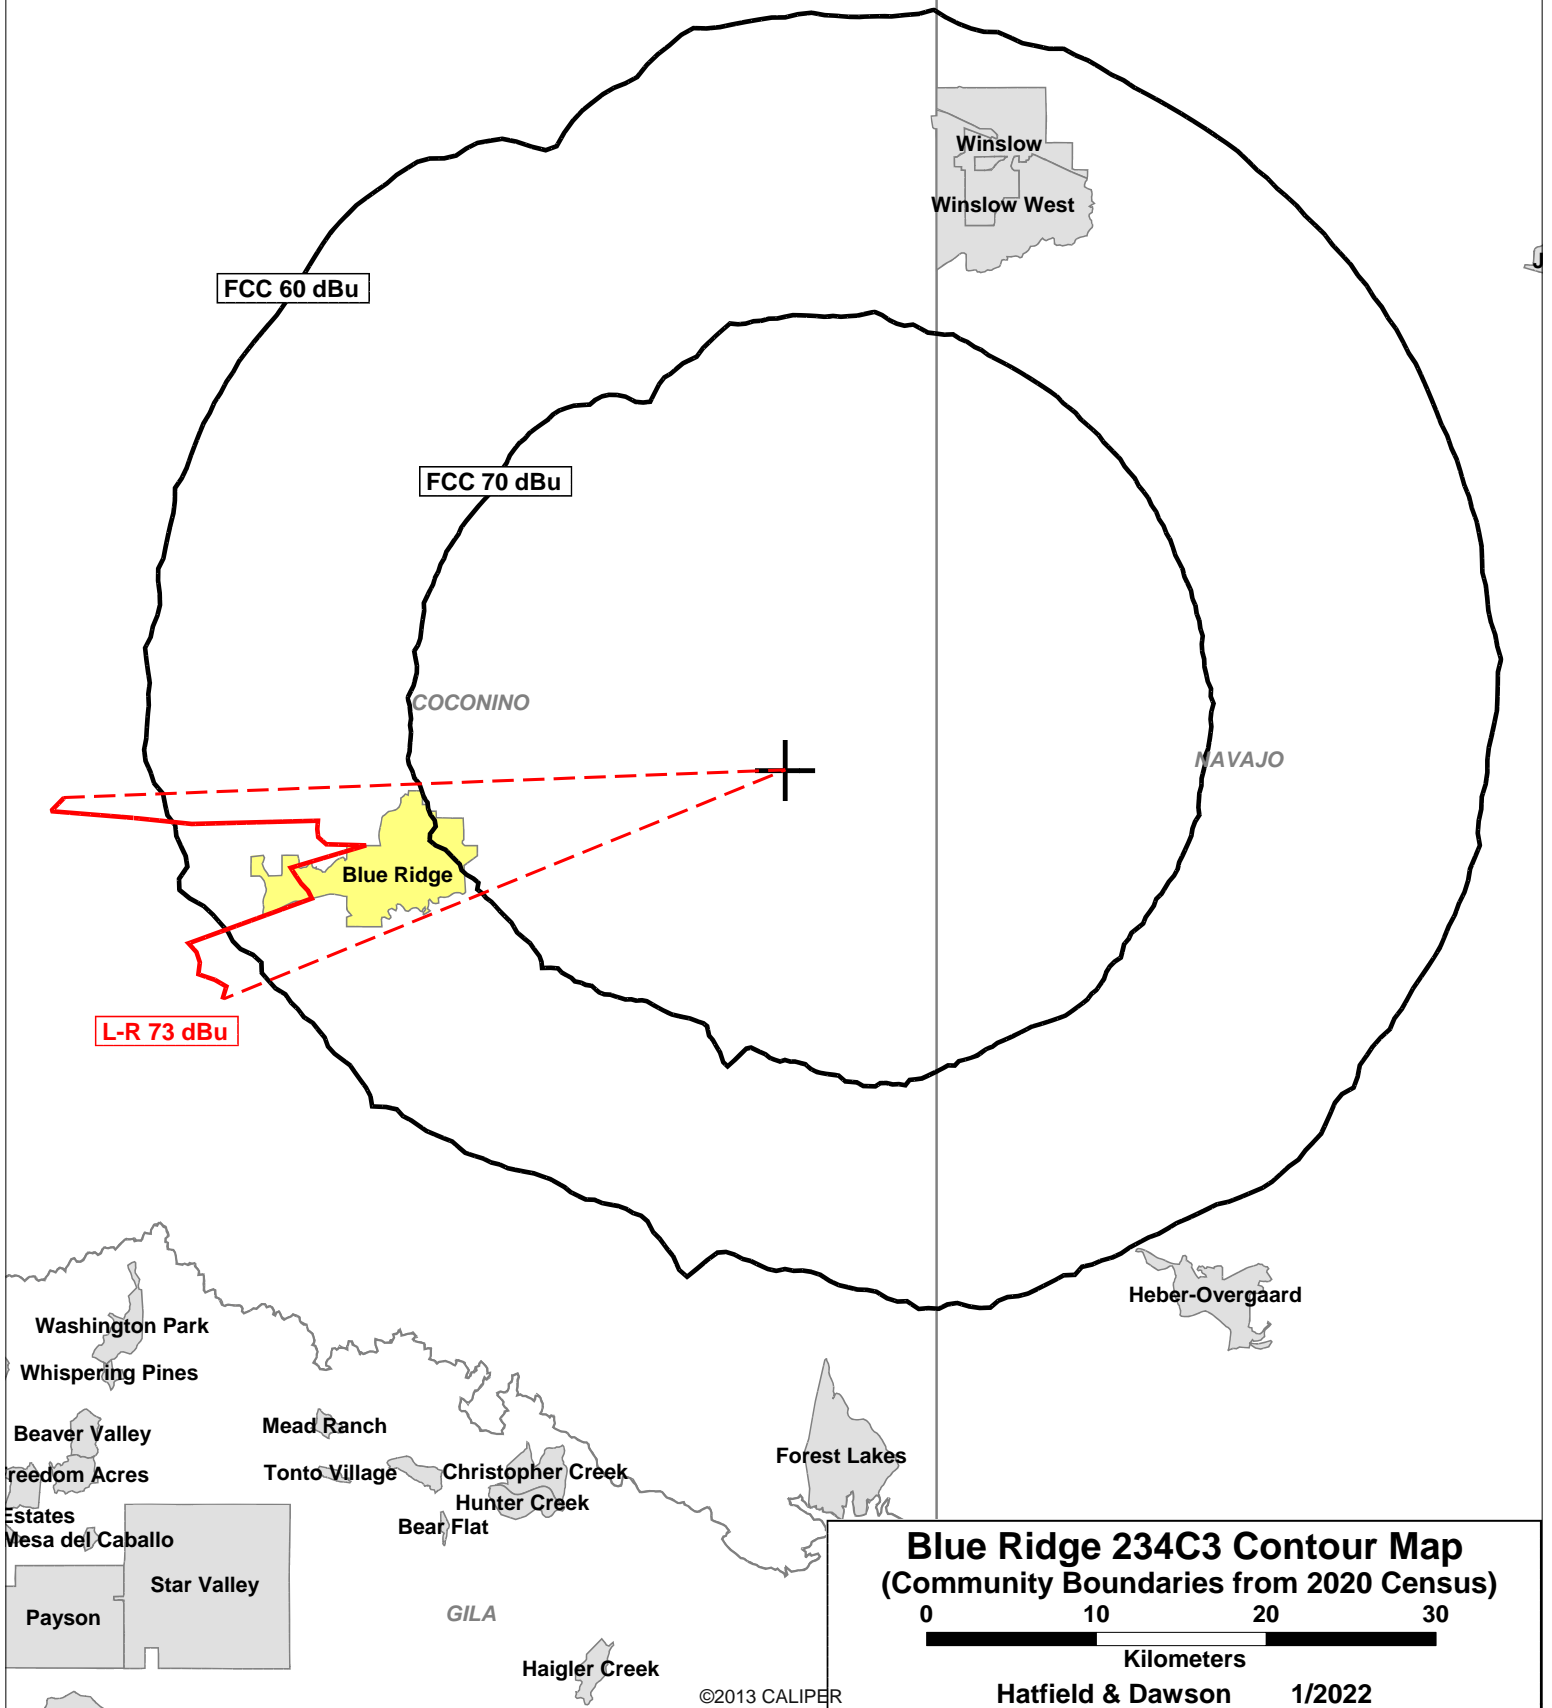 Winslow
Winslow West
J
FCC 60 dBu
FCC 70 dBu
COCONINO
NAVAJO
Blue Ridge
L-R 73 dBu
Heber-Overgaard
Washington Park
Whispering Pines
Beaver Valley
Mead Ranch
Forest Lakes
reedom Acres
Tonto Village
Christopher Creek
Hunter Creek
Estates
Bear Flat
Mesa del Caballo
Star Valley
Payson
GILA
Haigler Creek
©2013 CALIPER
Blue Ridge 234C3 Contour Map
(Community Boundaries from 2020 Census)
0 10 20 30
Kilometers
Hatfield & Dawson 1/2022